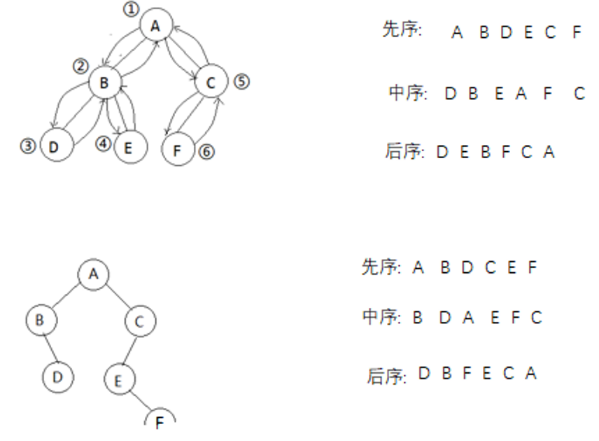 ① A
② B C ⑤
③ D ④ E F ⑥
先序: A B D E C F
中序: D B E A F C
后序: D E B F C A
A
B C
D E
F
先序: A B D C E F
中序: B D A E F C
后序: D B F E C A